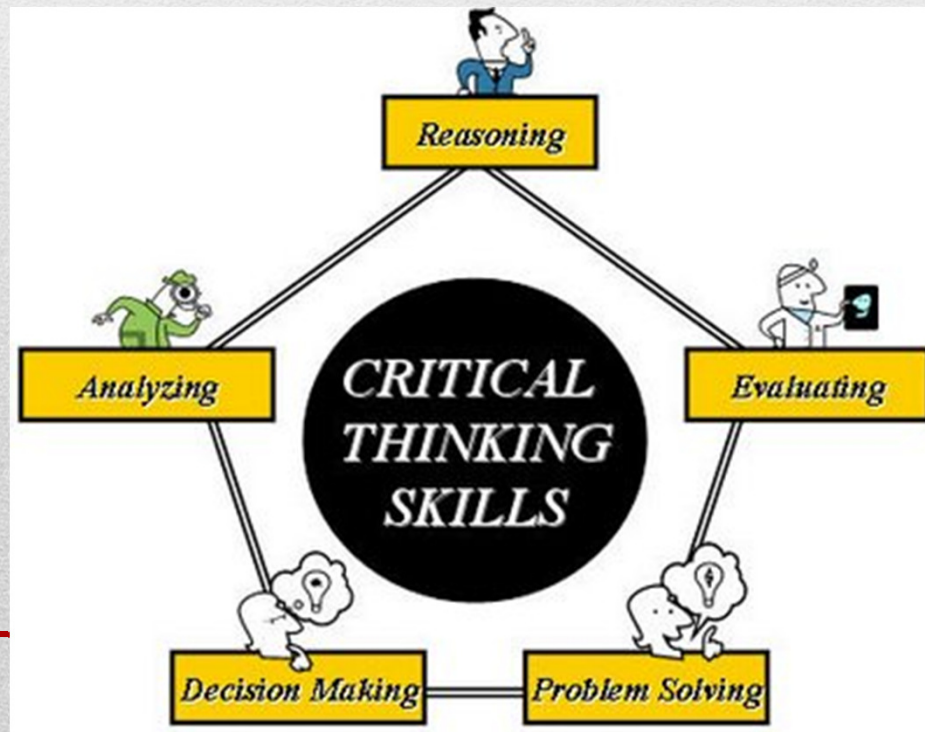 Reasoning
Analyzing
Evaluating
CRITICAL
THINKING
SKILLS
Decision Making
Problem Solving